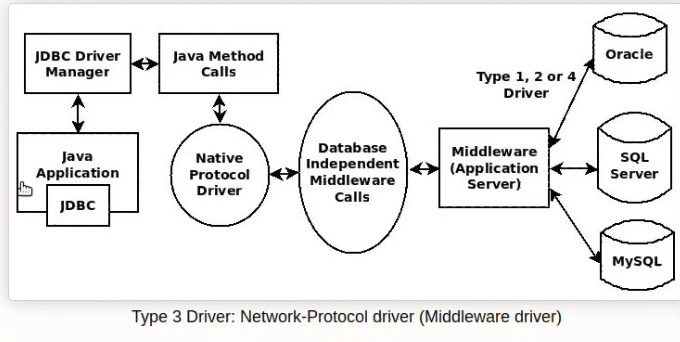 JDBC Driver
Manager
Java Method
Calls
Java
Application
JDBC
Native
Protocol
Driver
Database
Independent
Middleware
Calls
Middleware
(Application
Server)
Type 1, 2 or 4
Driver
Oracle
SQL
Server
MySQL
Type 3 Driver: Network-Protocol driver (Middleware driver)